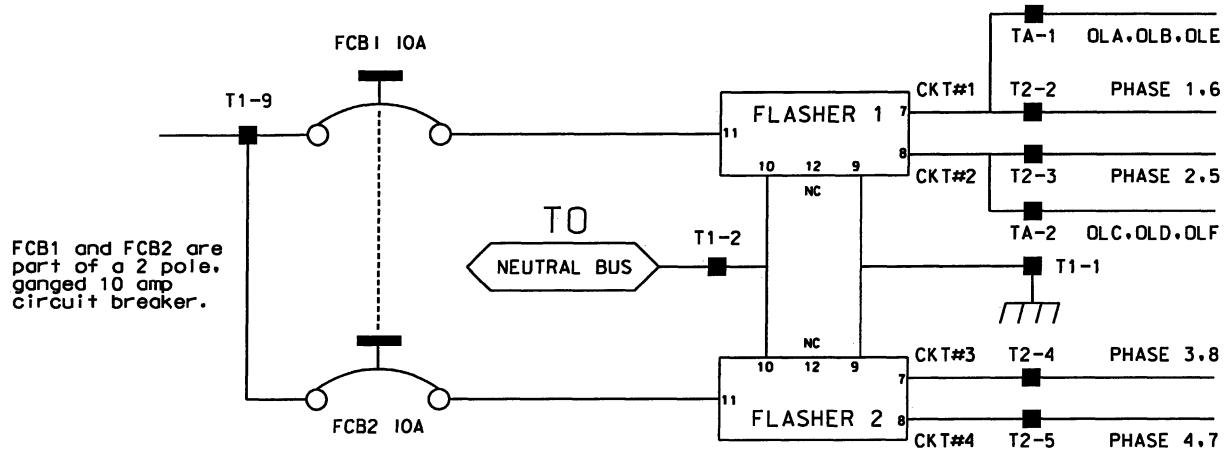 FCB1 10A
TA-1 OLA.OLB.OLE
T1-9
CKT#1 T2-2 PHASE 1.6
FLASHER 1
7
11
8
10 12 9
NC
CKT#2 T2-3 PHASE 2.5
TO
TA-2 OLC.OLD.OLF
T1-2
NEUTRAL BUS
T1-1
FCB1 and FCB2 are
part of a 2 pole.
ganged 10 amp
circuit breaker.
NC
10 12 9
CKT#3 T2-4 PHASE 3.8
7
11
FLASHER 2
8
FCB2 10A
CKT#4 T2-5 PHASE 4.7